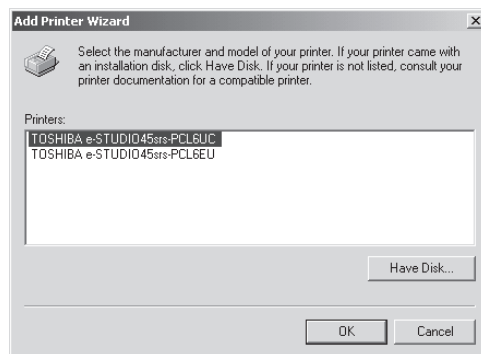 Add Printer Wizard
Select the manufacturer and model of your printer. If your printer came with
an installation disk, click Have Disk. If your printer is not listed, consult your
printer documentation for a compatible printer.
Printers:
TOSHIBA e-STUDIO45srs-PCL6UC
TOSHIBA e-STUDIO45srs-PCL6EU
Have Disk...
OK
Cancel